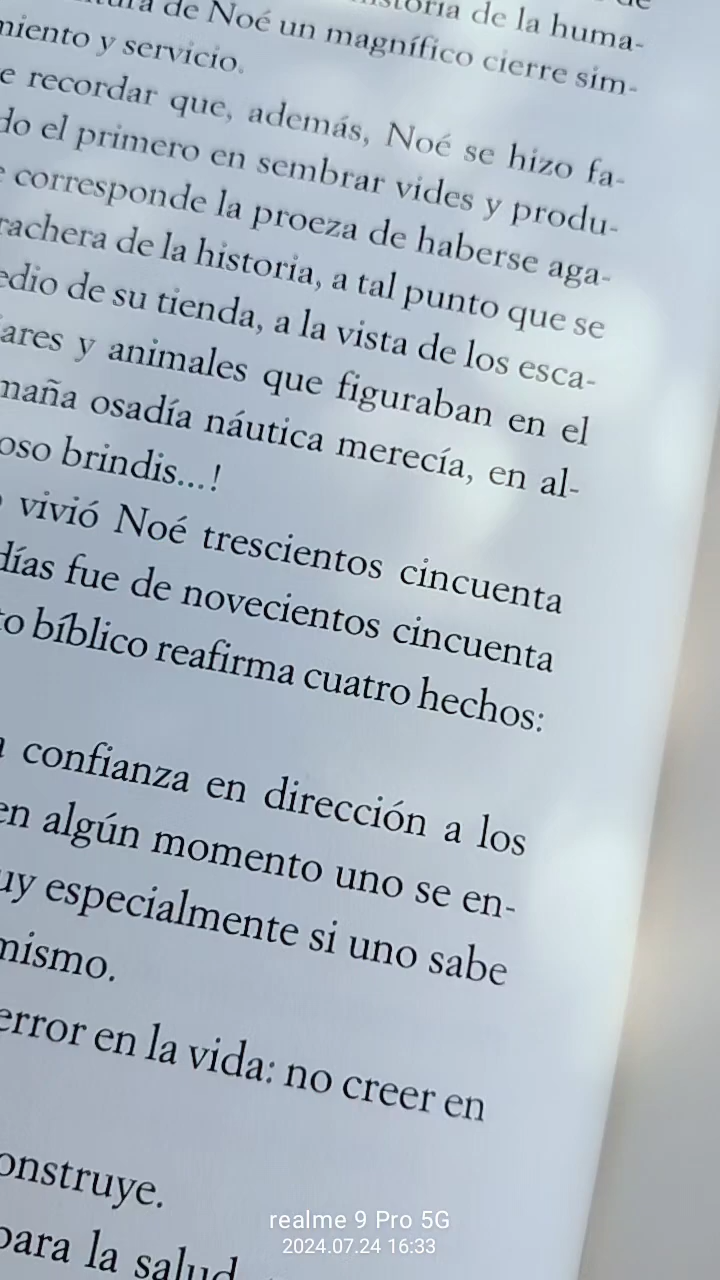 de Noé un magnífico cierre sim-
de la huma-
y servicio.
recordar que, además, Noé se hizo fa-
el primero en sembrar vides y produ-
corresponde la proeza de haberse aga-
rachera de la historia, a tal punto que se
edio de su tienda, a la vista de los esca-
ares y animales que figuraban en el
maña osadía náutica merecía, en al-
oso brindis...!
vivió Noé trescientos cincuenta
días fue de novecientos cincuenta
to bíblico reafirma cuatro hechos:
confianza en dirección a los
en algún momento uno se en-
uy especialmente si uno sabe
mismo.
error en la vida: no creer en
onstruye.
para la salud
realme 9 Pro 5G
2024.07.24 16:33